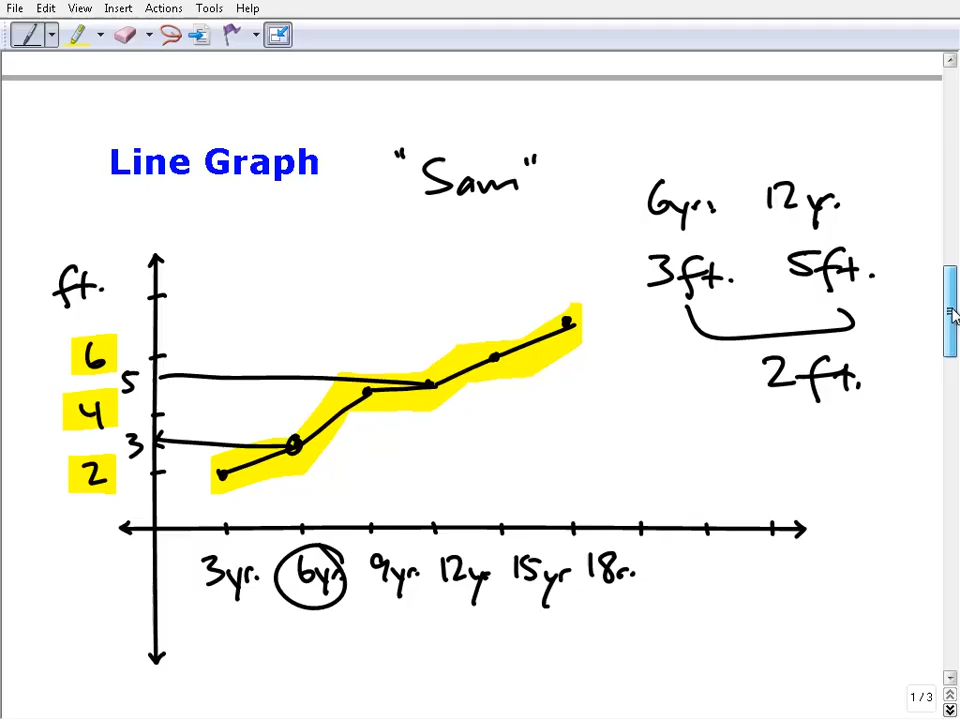 File Edit View Insert Actions Tools Help
Line Graph "Sam"
6yr. 12yr.
3ft. 5ft.
2ft.
ft.
6
5
4
3
2
3yr. 6yr. 9yr. 12yr 15yr 18r.
1 / 3